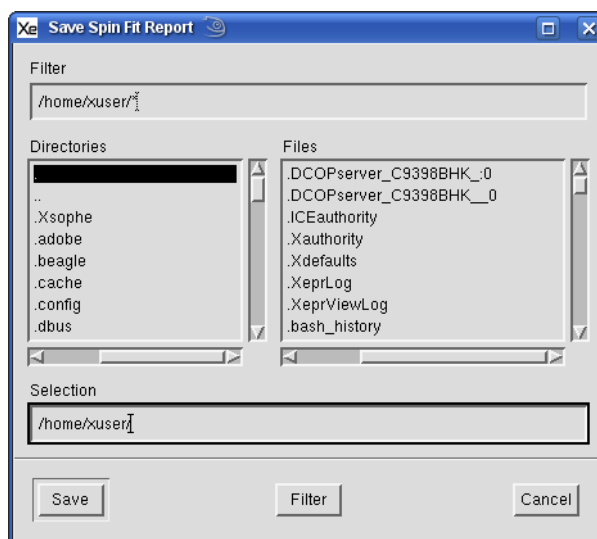 Xe Save Spin Fit Report
Filter
/home/xuser/*
Directories
.
..
.Xsophe
.adobe
.beagle
.cache
.config
.dbus
Files
.DCOPserver_C9398BHK_:0
.DCOPserver_C9398BHK__0
.ICEauthority
.Xauthority
.Xdefaults
.XeprLog
.XeprViewLog
.bash_history
Selection
/home/xuser/
Save Filter Cancel